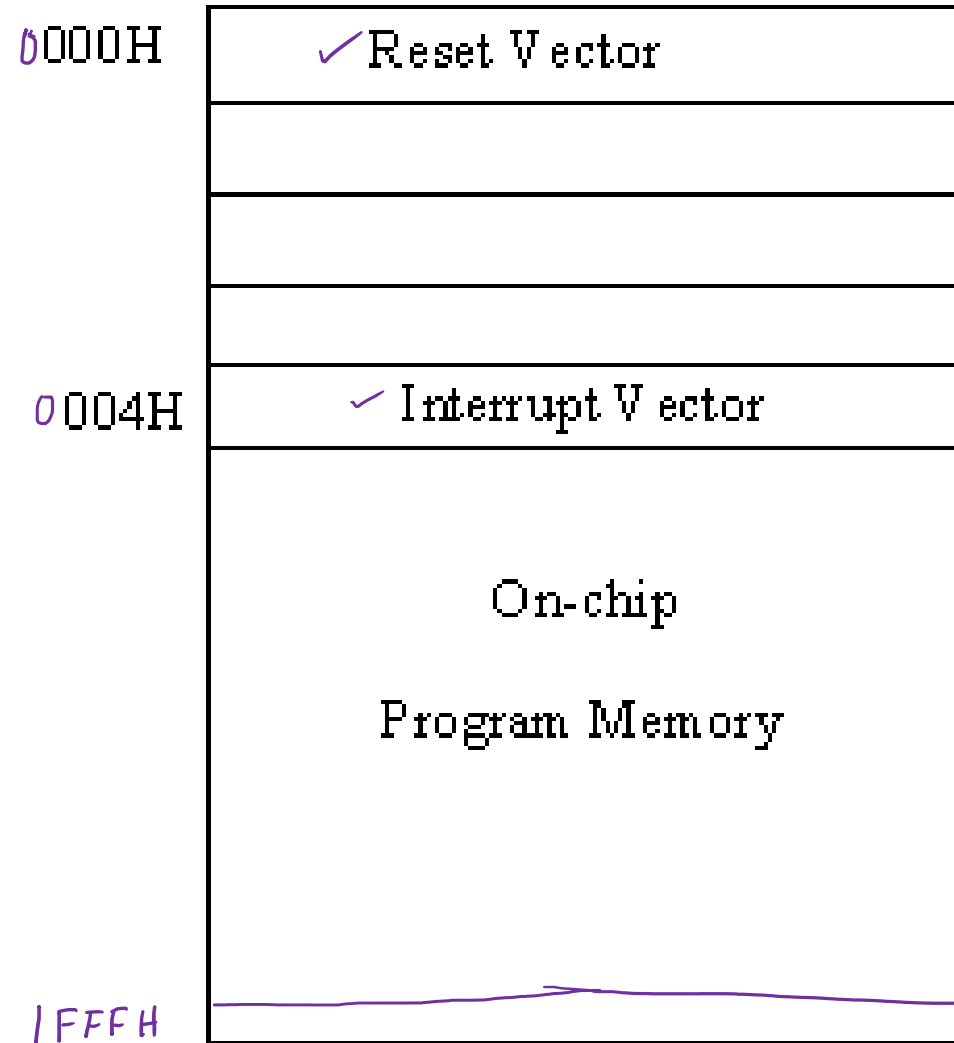 0000H ✓Reset Vector
0004H ✓ Interrupt Vector
On-chip
Program Memory
1FFFH